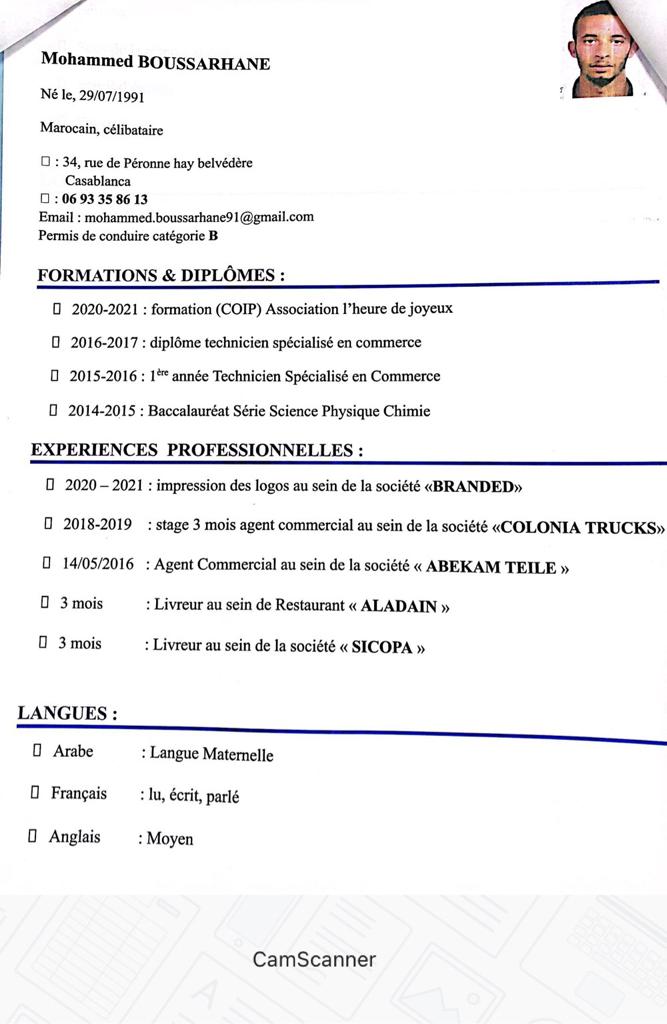 Mohammed BOUSSARHANE
Né le, 29/07/1991
Marocain, célibataire
□ : 34, rue de Péronne hay belvédère
Casablanca
□ : 06 93 35 86 13
Email : mohammed.boussarhane91@gmail.com
Permis de conduire catégorie B
FORMATIONS & DIPLÔMES :
▯ 2020-2021 : formation (COIP) Association l’heure de joyeux
▯ 2016-2017 : diplôme technicien spécialisé en commerce
▯ 2015-2016 : 1ère année Technicien Spécialisé en Commerce
▯ 2014-2015 : Baccalauréat Série Science Physique Chimie
EXPERIENCES PROFESSIONNELLES :
▯ 2020 – 2021 : impression des logos au sein de la société «BRANDED»
▯ 2018-2019 : stage 3 mois agent commercial au sein de la société «COLONIA TRUCKS»
▯ 14/05/2016 : Agent Commercial au sein de la société « ABEKAM TEILE »
▯ 3 mois : Livreur au sein de Restaurant « ALADAIN »
▯ 3 mois : Livreur au sein de la société « SICOPA »
LANGUES :
▯ Arabe : Langue Maternelle
▯ Français : lu, écrit, parlé
▯ Anglais : Moyen
CamScanner